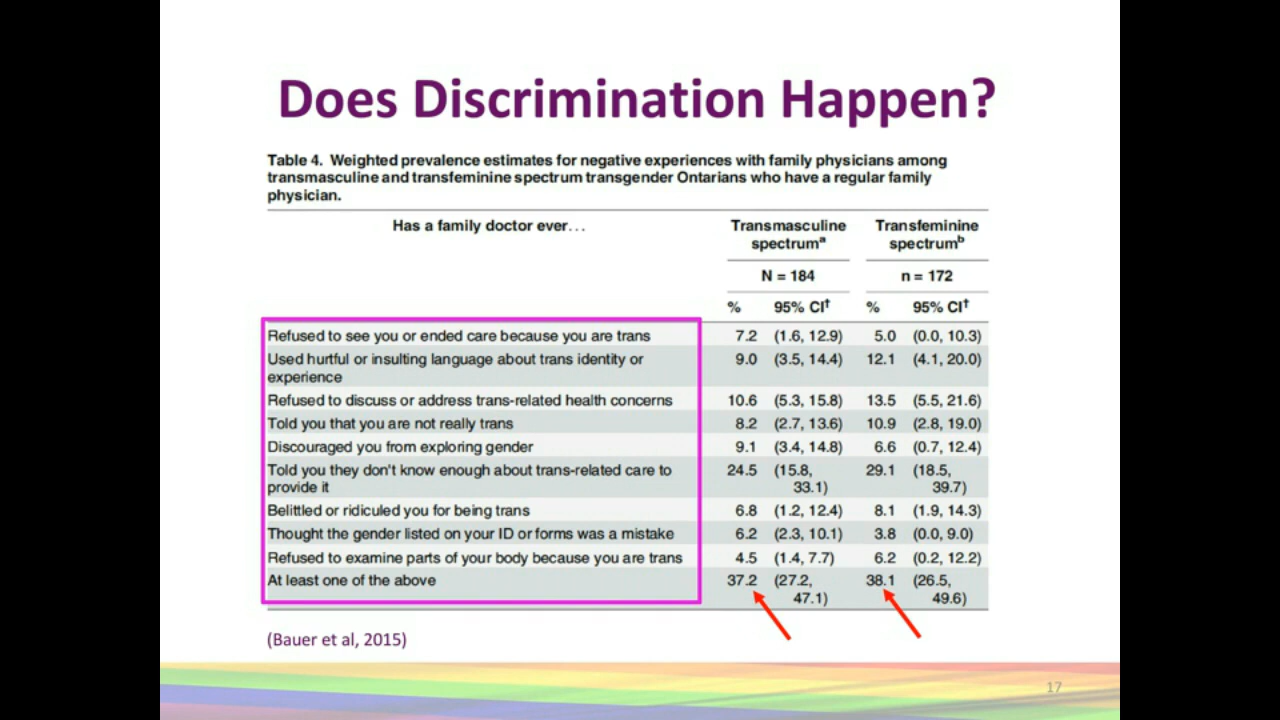 Does Discrimination Happen?
Table 4. Weighted prevalence estimates for negative experiences with family physicians among
transmasculine and transfeminine spectrum transgender Ontarians who have a regular family
physician.
Has a family doctor ever… Transmasculine spectrumᵃ Transfeminine spectrumᵇ
N = 184 n = 172
% 95% CI† % 95% CI†
Refused to see you or ended care because you are trans 7.2 (1.6, 12.9) 5.0 (0.0, 10.3)
Used hurtful or insulting language about trans identity or experience 9.0 (3.5, 14.4) 12.1 (4.1, 20.0)
Refused to discuss or address trans-related health concerns 10.6 (5.3, 15.8) 13.5 (5.5, 21.6)
Told you that you are not really trans 8.2 (2.7, 13.6) 10.9 (2.8, 19.0)
Discouraged you from exploring gender 9.1 (3.4, 14.8) 6.6 (0.7, 12.4)
Told you they don't know enough about trans-related care to provide it 24.5 (15.8, 33.1) 29.1 (18.5, 39.7)
Belittled or ridiculed you for being trans 6.8 (1.2, 12.4) 8.1 (1.9, 14.3)
Thought the gender listed on your ID or forms was a mistake 6.2 (2.3, 10.1) 3.8 (0.0, 9.0)
Refused to examine parts of your body because you are trans 4.5 (1.4, 7.7) 6.2 (0.2, 12.2)
At least one of the above 37.2 (27.2, 47.1) 38.1 (26.5, 49.6)
(Bauer et al, 2015)
17